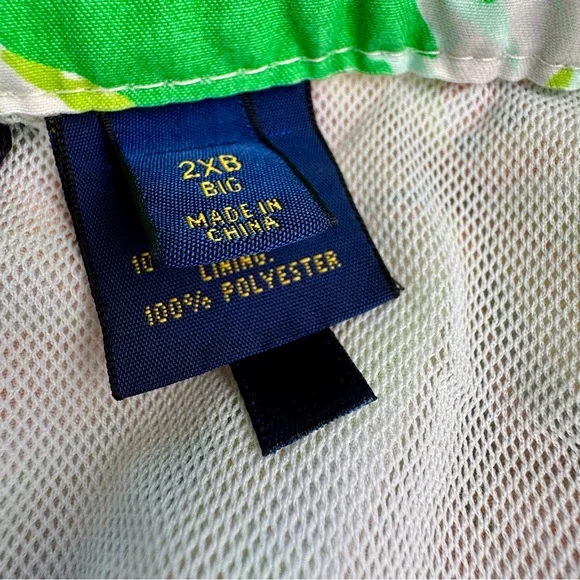 2XB
BIG
MADE IN
CHINA
10
LINING:
100% POLYESTER